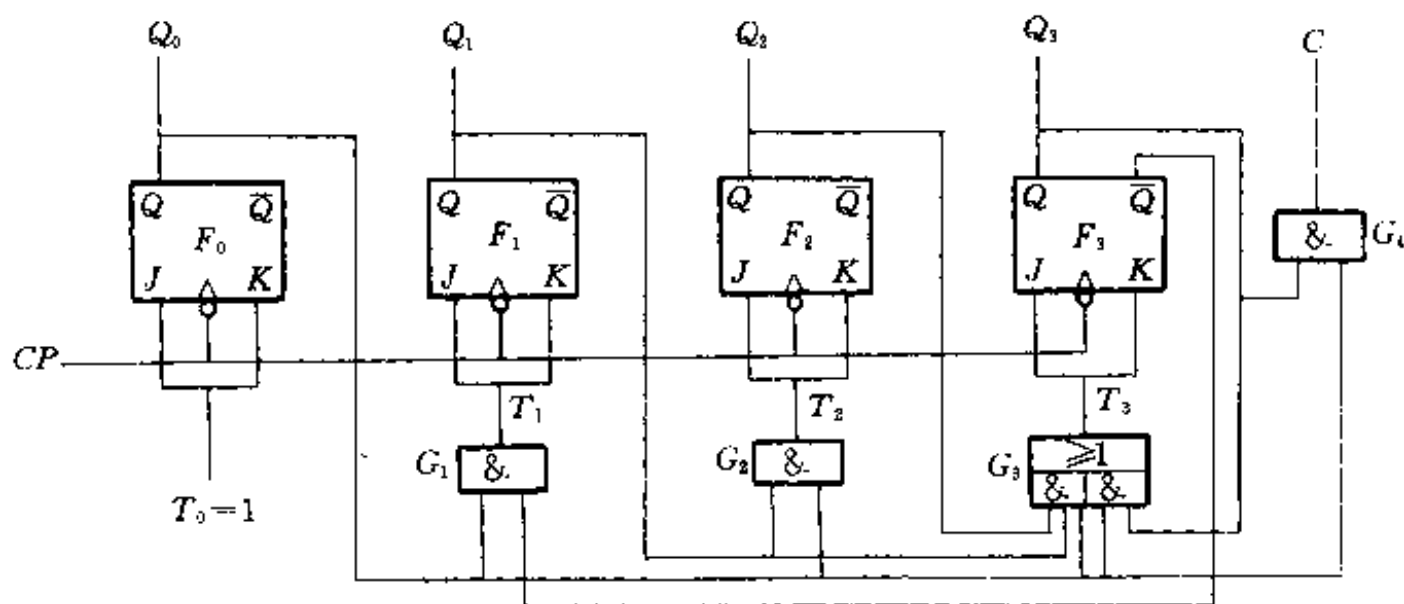 Q₀ Q₁ Q₂ Q₃ C
Q Q̅ Q Q̅ Q Q̅ Q Q̅
F₀ F₁ F₂ F₃ & G₄
J K J K J K J K
CP
T₁ T₂ T₃
G₁ & G₂ & G₃ ≥1
& &
T₀=1